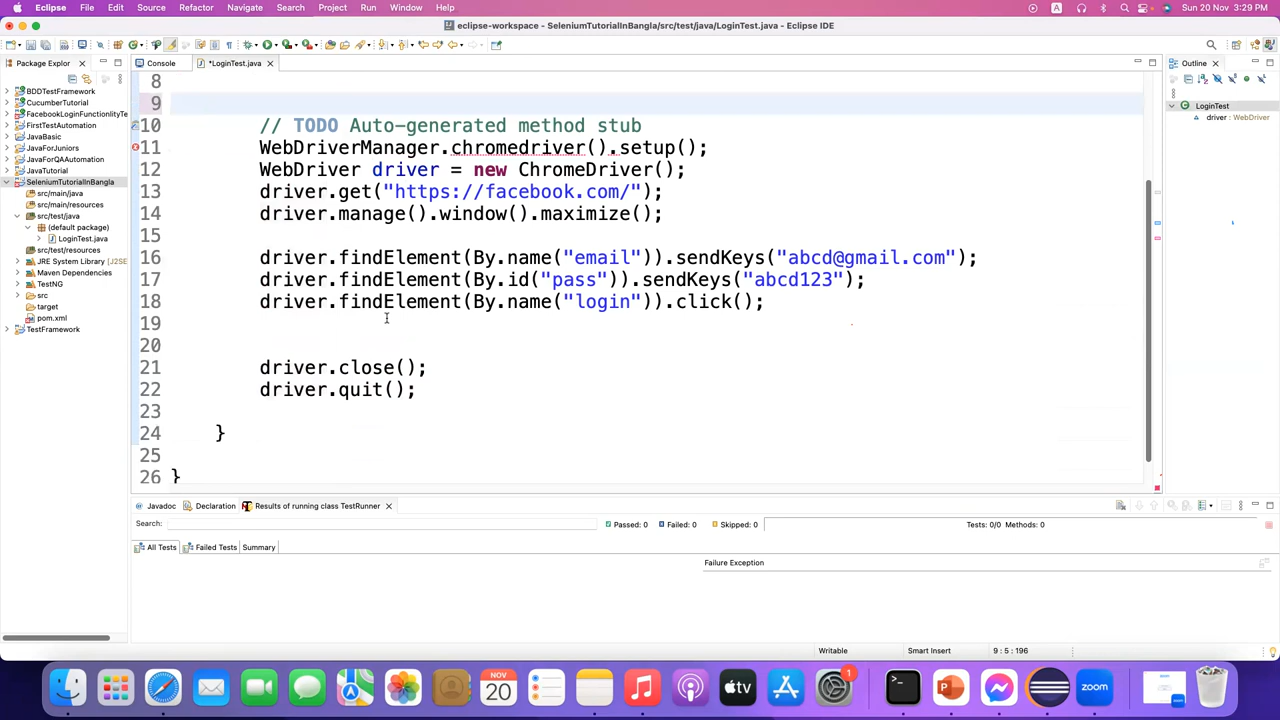 Eclipse File Edit Source Refactor Navigate Search Project Run Window Help Sun 20 Nov 3:29 PM
eclipse-workspace - SeleniumTutorialInBangla/src/test/java/LoginTest.java - Eclipse IDE
Package Explor
Console
*LoginTest.java
Outline
BDDTestFramework
CucumberTutorial
FacebookLoginFunctionlityTe
FirstTestAutomation
JavaBasic
JavaForJuniors
JavaForQAAutomation
JavaTutorial
SeleniumTutorialInBangla
src/main/java
src/main/resources
src/test/java
(default package)
LoginTest.java
src/test/resources
JRE System Library [J2SE
Maven Dependencies
TestNG
src
target
pom.xml
TestFramework
8
9
10 // TODO Auto-generated method stub
11 WebDriverManager.chromedriver().setup();
12 WebDriver driver = new ChromeDriver();
13 driver.get("https://facebook.com/");
14 driver.manage().window().maximize();
15
16 driver.findElement(By.name("email")).sendKeys("abcd@gmail.com");
17 driver.findElement(By.id("pass")).sendKeys("abcd123");
18 driver.findElement(By.name("login")).click();
19
20
21 driver.close();
22 driver.quit();
23
24 }
25
26 }
LoginTest
driver : WebDriver
Javadoc Declaration Results of running class TestRunner
Search: Passed: 0 Failed: 0 Skipped: 0 Tests: 0/0 Methods: 0
All Tests Failed Tests Summary
Failure Exception
Writable Smart Insert 9 : 5 : 196
NOV
20
tv
1
zoom